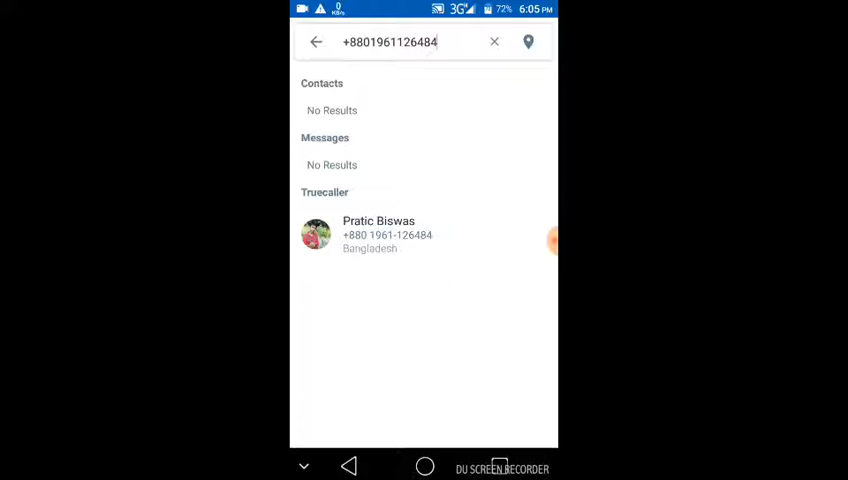 0
KB/s
3G H
72%
6:05 PM
+8801961126484
Contacts
No Results
Messages
No Results
Truecaller
Pratic Biswas
+880 1961-126484
Bangladesh
DU SCREEN RECORDER